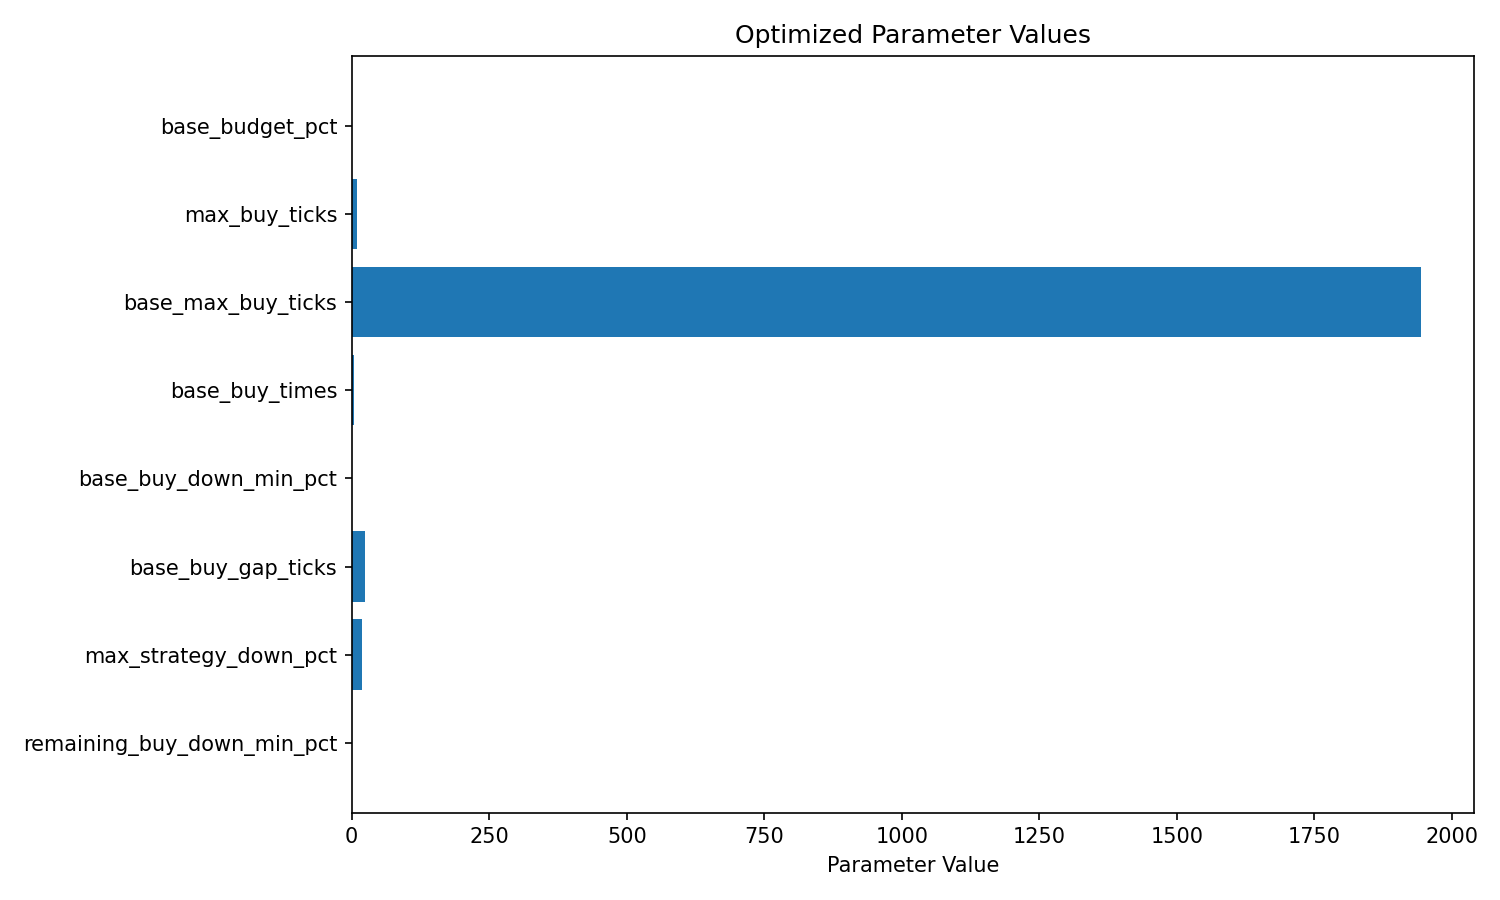 Optimized Parameter Values
base_budget_pct
max_buy_ticks
base_max_buy_ticks
base_buy_times
base_buy_down_min_pct
base_buy_gap_ticks
max_strategy_down_pct
remaining_buy_down_min_pct
0 250 500 750 1000 1250 1500 1750 2000
Parameter Value